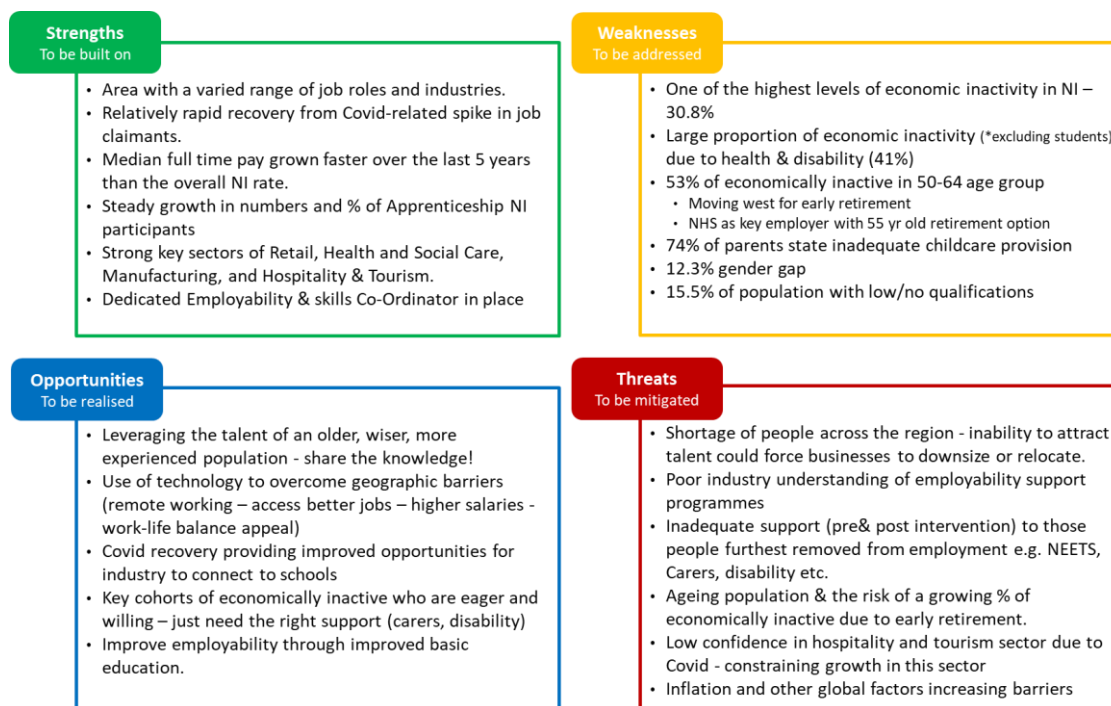 Strengths
To be built on
• Area with a varied range of job roles and industries.
• Relatively rapid recovery from Covid-related spike in job
claimants.
• Median full time pay grown faster over the last 5 years
than the overall NI rate.
• Steady growth in numbers and % of Apprenticeship NI
participants
• Strong key sectors of Retail, Health and Social Care,
Manufacturing, and Hospitality & Tourism.
• Dedicated Employability & skills Co-Ordinator in place
Weaknesses
To be addressed
• One of the highest levels of economic inactivity in NI –
30.8%
• Large proportion of economic inactivity (*excluding students)
due to health & disability (41%)
• 53% of economically inactive in 50-64 age group
• Moving west for early retirement
• NHS as key employer with 55 yr old retirement option
• 74% of parents state inadequate childcare provision
• 12.3% gender gap
• 15.5% of population with low/no qualifications
Opportunities
To be realised
• Leveraging the talent of an older, wiser, more
experienced population - share the knowledge!
• Use of technology to overcome geographic barriers
(remote working – access better jobs – higher salaries -
work-life balance appeal)
• Covid recovery providing improved opportunities for
industry to connect to schools
• Key cohorts of economically inactive who are eager and
willing – just need the right support (carers, disability)
• Improve employability through improved basic
education.
Threats
To be mitigated
• Shortage of people across the region - inability to attract
talent could force businesses to downsize or relocate.
• Poor industry understanding of employability support
programmes
• Inadequate support (pre& post intervention) to those
people furthest removed from employment e.g. NEETS,
Carers, disability etc.
• Ageing population & the risk of a growing % of
economically inactive due to early retirement.
• Low confidence in hospitality and tourism sector due to
Covid - constraining growth in this sector
• Inflation and other global factors increasing barriers